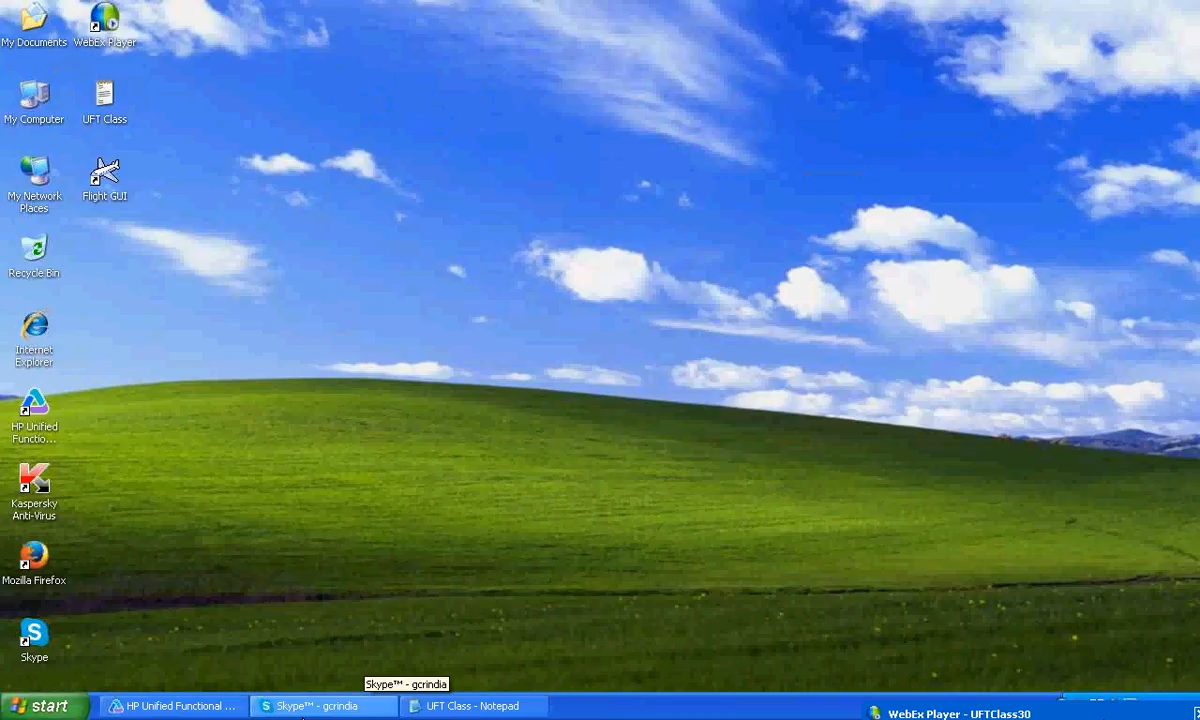 My Documents
WebEx Player
My Computer
UFT Class
My Network
Places
Flight GUI
Recycle Bin
Internet
Explorer
HP Unified
Functio...
Kaspersky
Anti-Virus
Mozilla Firefox
S
Skype
Skype™ - gcrindia
start
HP Unified Functional ...
S Skype™ - gcrindia
UFT Class - Notepad
WebEx Player - UFTClass30